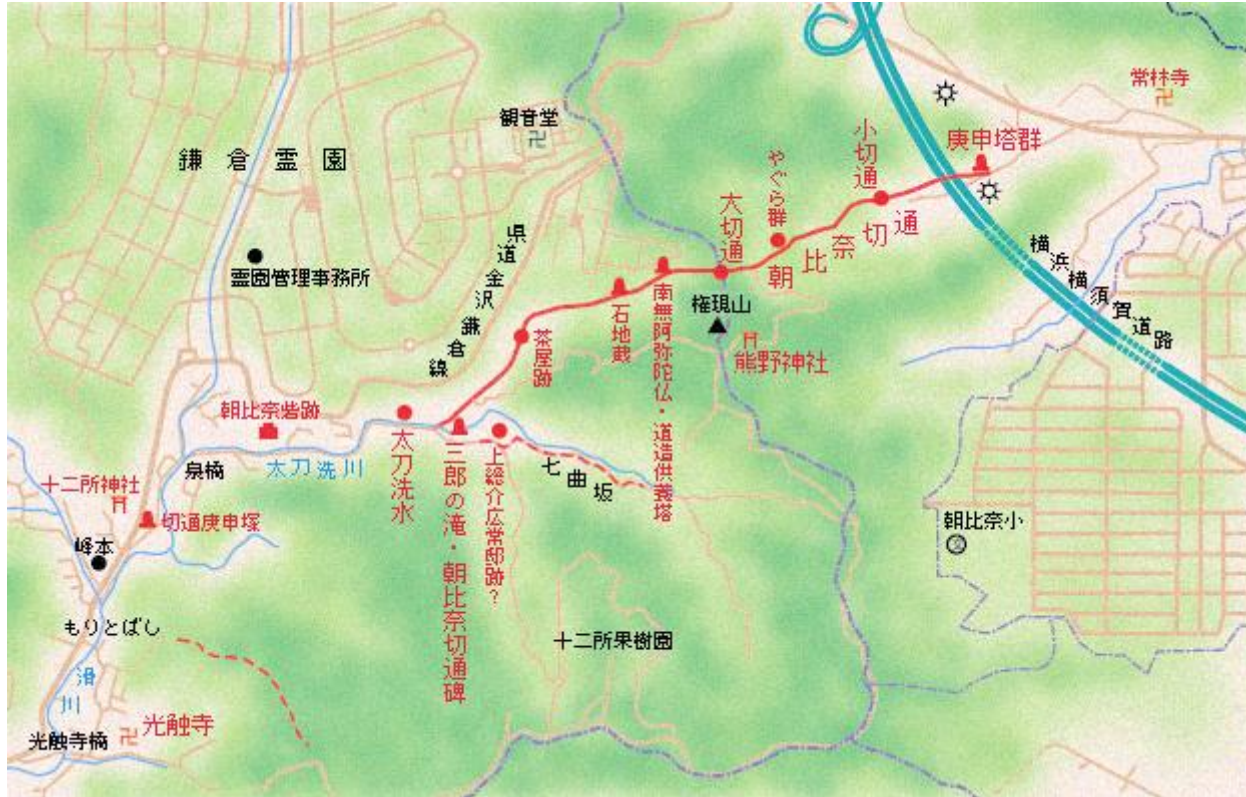 常林寺
観音堂
小切通
庚申塔群
鎌倉霊園
やぐら群
大切通
朝比奈切通
県道金沢鎌倉線
霊園管理事務所
横浜横須賀道路
権現山
石地蔵
南無阿弥陀仏・道造供養塔
茶屋跡
熊野神社
朝比奈砦跡
太刀洗水
三郎の滝・朝比奈切通碑
上総介広常邸跡?
七曲坂
泉橋
太刀洗川
十二所神社
切通庚申塚
朝比奈小
文
峰本
もりとばし
十二所果樹園
滑川
光触寺
光触寺橋